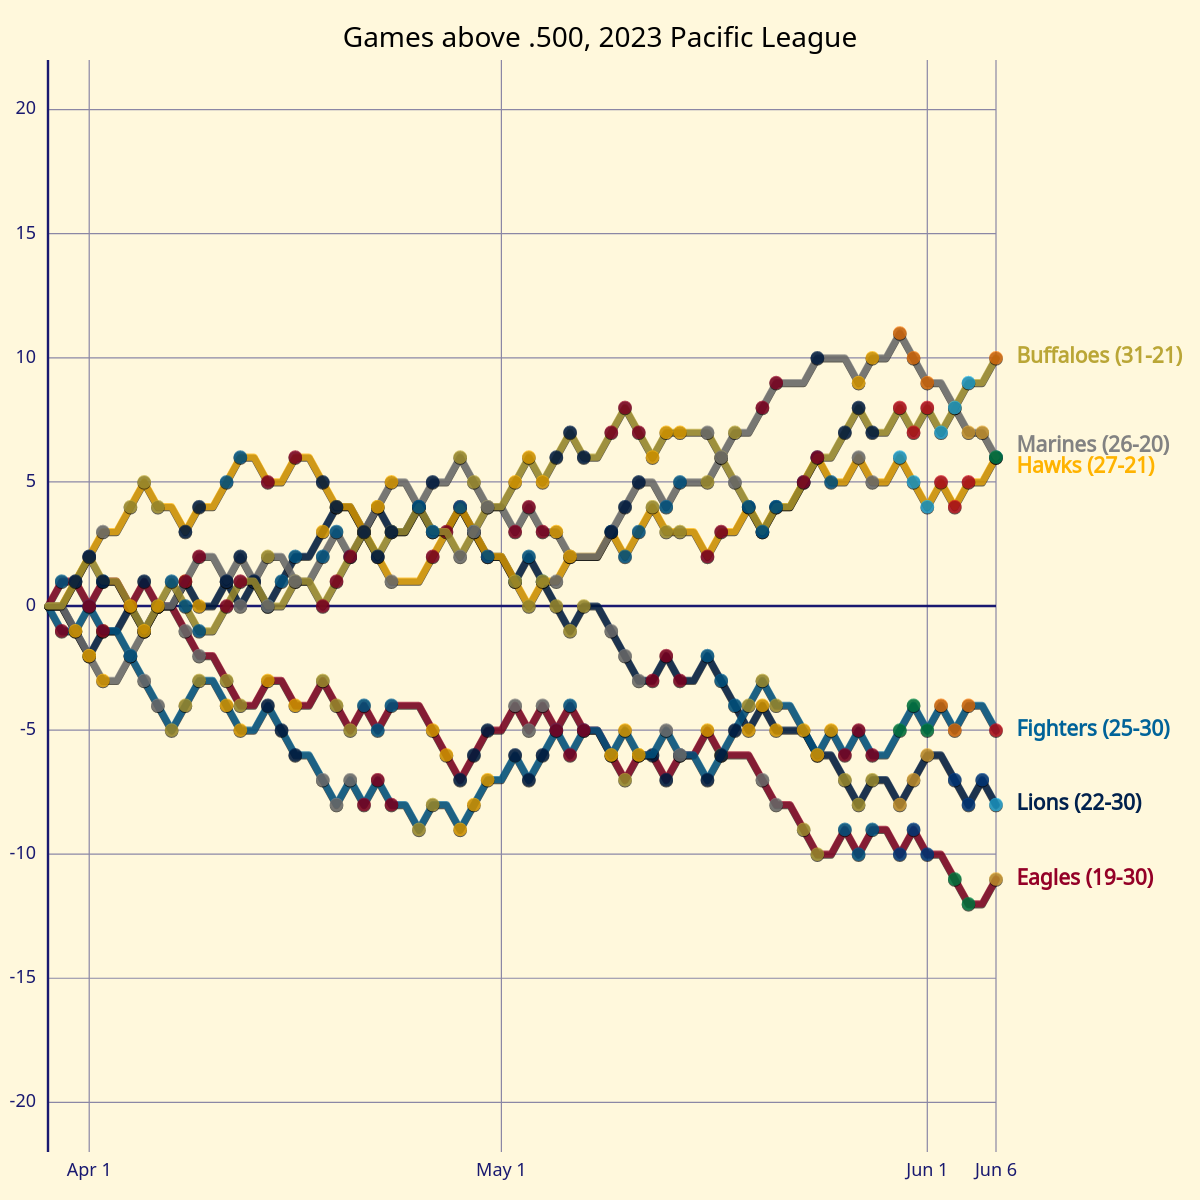 Games above .500, 2023 Pacific League
20
15
10
5
0
-5
-10
-15
-20
Buffaloes (31-21)
Marines (26-20)
Hawks (27-21)
Fighters (25-30)
Lions (22-30)
Eagles (19-30)
Apr 1
May 1
Jun 1
Jun 6